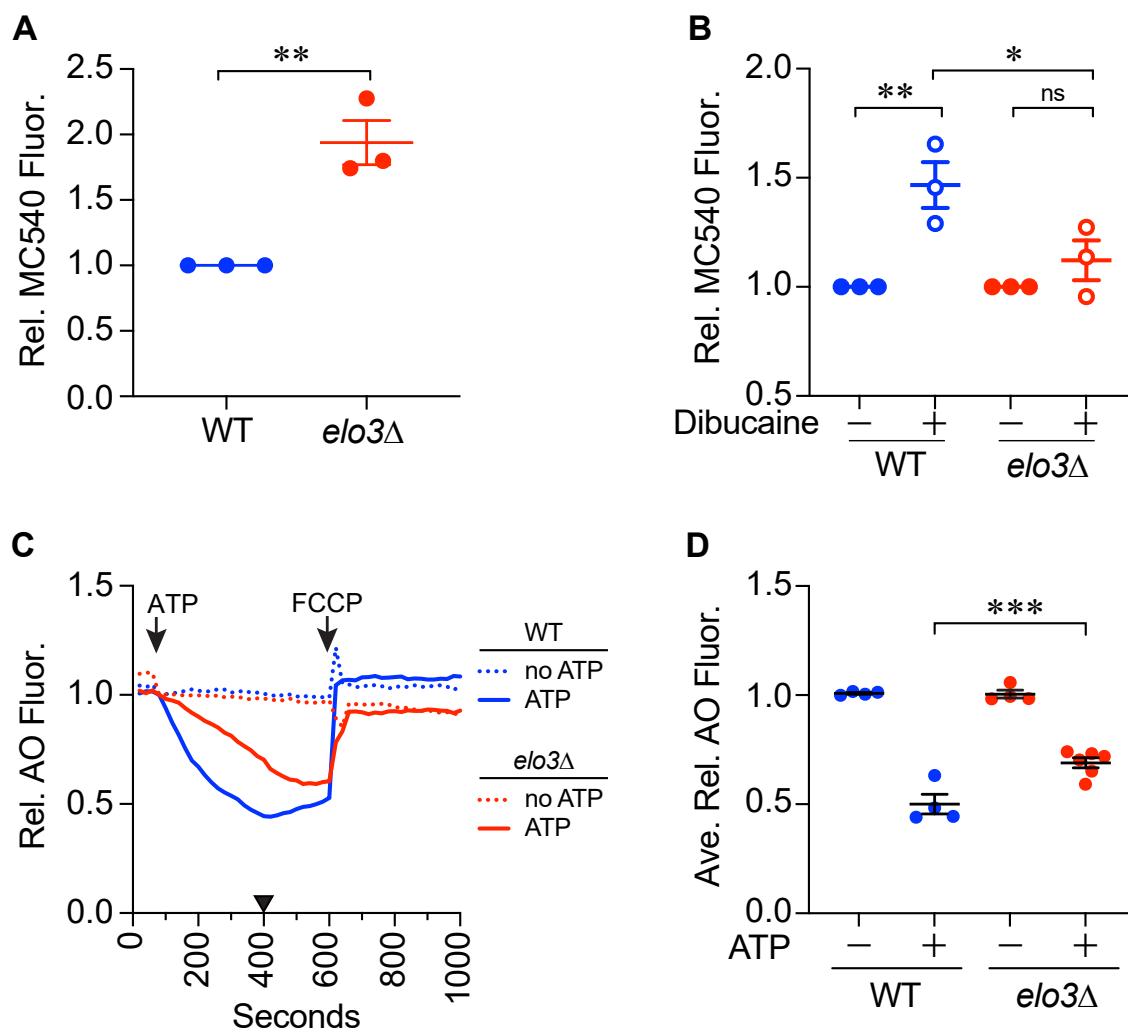 A
Rel. MC540 Fluor.
2.5
2.0
1.5
1.0
0.5
0.0
**
WT
elo3Δ
B
Rel. MC540 Fluor.
2.0
1.5
1.0
0.5
*
**
ns
Dibucaine − + − +
WT
elo3Δ
C
Rel. AO Fluor.
1.5
1.0
0.5
0.0
ATP
FCCP
0 200 400 600 800 1000
Seconds
WT
no ATP
ATP
elo3Δ
no ATP
ATP
D
Ave. Rel. AO Fluor.
1.5
1.0
0.5
0.0
***
ATP − + − +
WT
elo3Δ